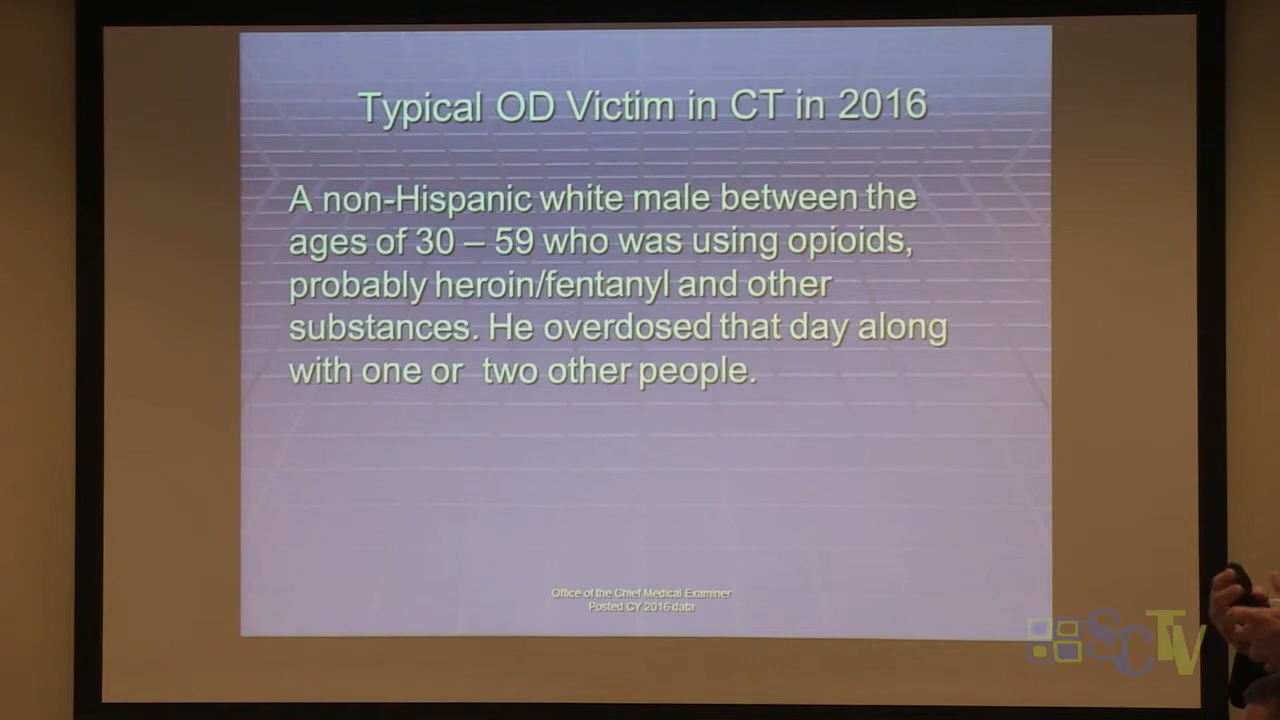 Typical OD Victim in CT in 2016
A non-Hispanic white male between the
ages of 30 – 59 who was using opioids,
probably heroin/fentanyl and other
substances. He overdosed that day along
with one or two other people.
Office of the Chief Medical Examiner
Posted CY 2016 data
SCTV